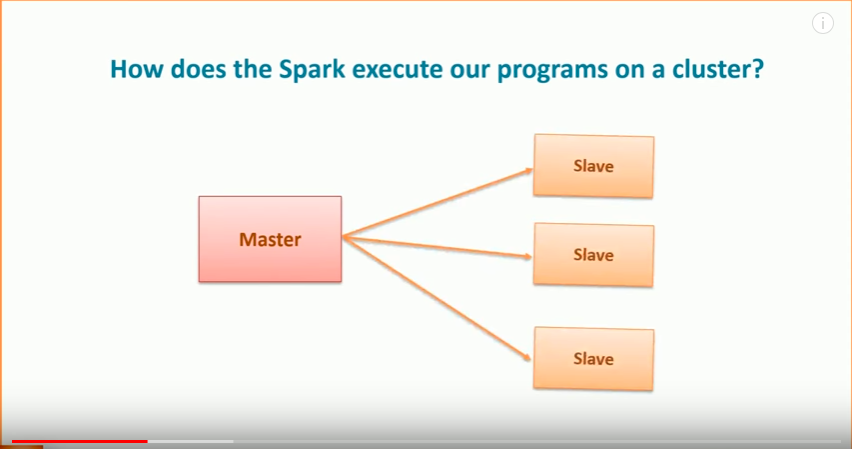 How does the Spark execute our programs on a cluster?
Slave
Master
Slave
Slave